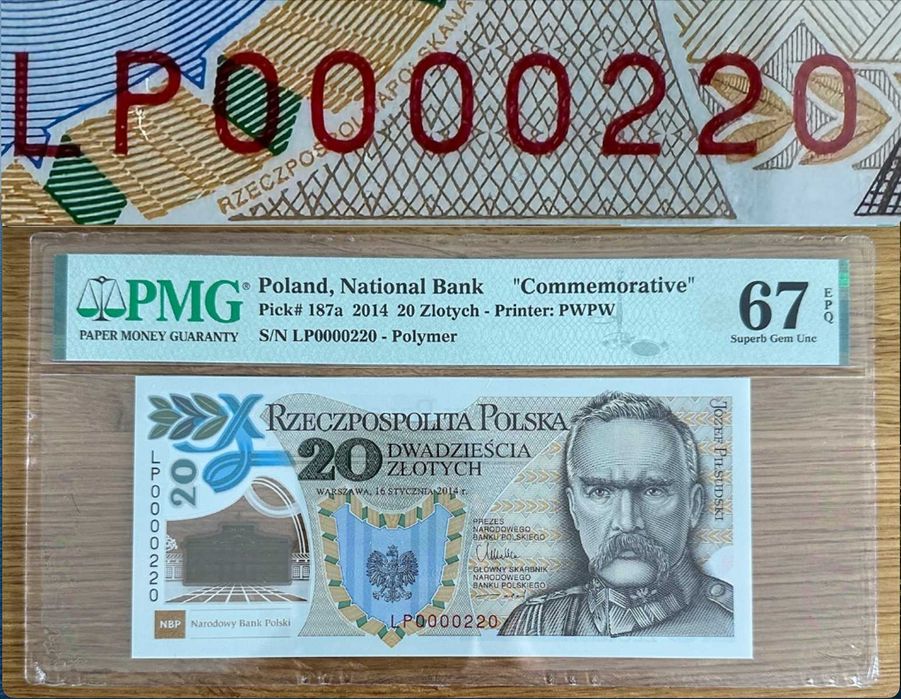 LP0000220
RZECZPOSPOLITA POLSKA
PMG®
PAPER MONEY GUARANTY
Poland, National Bank "Commemorative"
Pick# 187a 2014 20 Zlotych - Printer: PWPW
S/N LP0000220 - Polymer
67
EPQ
Superb Gem Unc
RZECZPOSPOLITA POLSKA
20 DWADZIEŚCIA
ZŁOTYCH
WARSZAWA, 16 STYCZNIA 2014 r.
JÓZEF PIŁSUDSKI
LP0000220
20
PREZES
NARODOWEGO
BANKU POLSKIEGO
GŁÓWNY SKARBNIK
NARODOWEGO
BANKU POLSKIEGO
LP0000220
NBP Narodowy Bank Polski